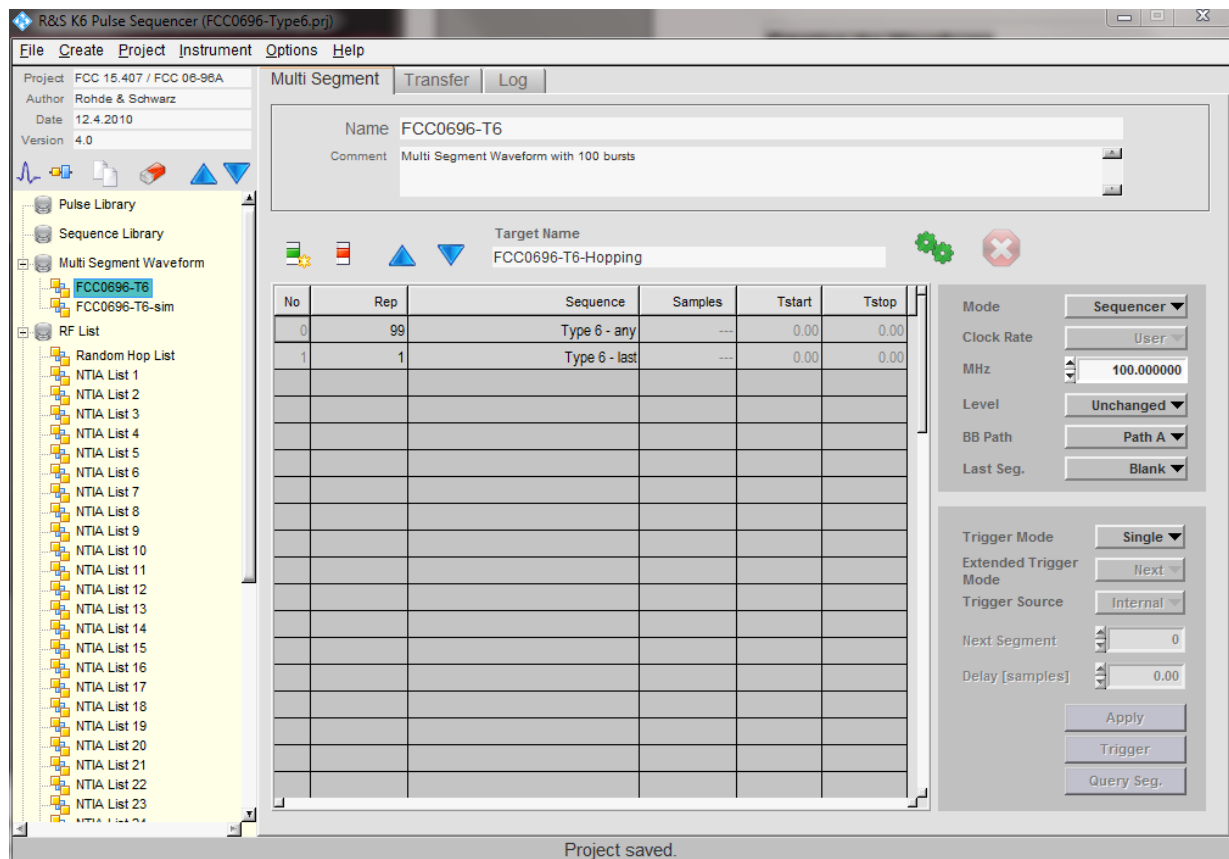 R&S K6 Pulse Sequencer (FCC0696-Type6.prj)
File Create Project Instrument Options Help
Project FCC 15.407 / FCC 06-96A
Author Rohde & Schwarz
Date 12.4.2010
Version 4.0
Pulse Library
Sequence Library
Multi Segment Waveform
FCC0696-T6
FCC0696-T6-sim
RF List
Random Hop List
NTIA List 1
NTIA List 2
NTIA List 3
NTIA List 4
NTIA List 5
NTIA List 6
NTIA List 7
NTIA List 8
NTIA List 9
NTIA List 10
NTIA List 11
NTIA List 12
NTIA List 13
NTIA List 14
NTIA List 15
NTIA List 16
NTIA List 17
NTIA List 18
NTIA List 19
NTIA List 20
NTIA List 21
NTIA List 22
NTIA List 23
NTIA List 24
Multi Segment Transfer Log
Name FCC0696-T6
Comment Multi Segment Waveform with 100 bursts
Target Name
FCC0696-T6-Hopping
No Rep Sequence Samples Tstart Tstop
0 99 Type 6 - any --- 0.00 0.00
1 1 Type 6 - last --- 0.00 0.00
Mode Sequencer
Clock Rate User
MHz 100.000000
Level Unchanged
BB Path Path A
Last Seg. Blank
Trigger Mode Single
Extended Trigger
Mode Next
Trigger Source Internal
Next Segment 0
Delay [samples] 0.00
Apply
Trigger
Query Seg.
Project saved.